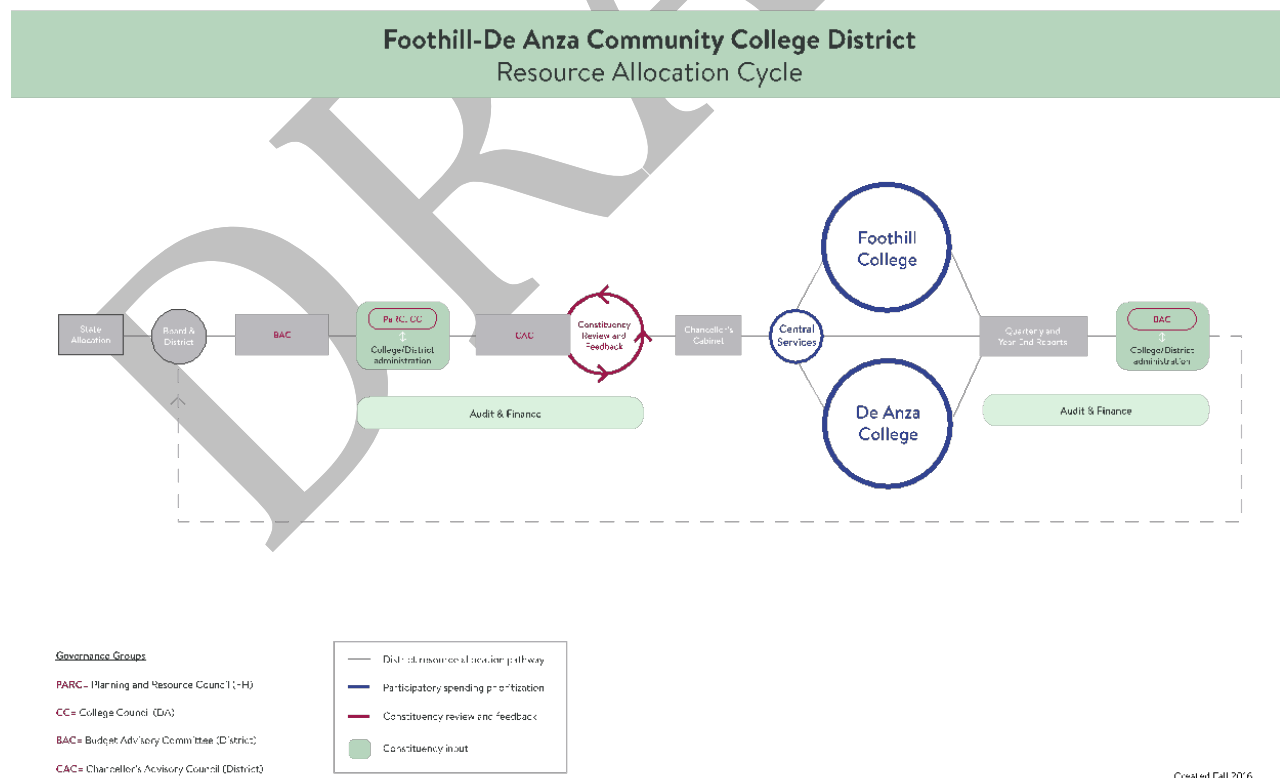 Foothill-De Anza Community College District
Resource Allocation Cycle
State
Allocation
Board &
District
BAC
PaRC, CC
College/District
administration
CAC
Constituency
Review and
Feedback
Chancellor's
Cabinet
Central
Services
Foothill
College
De Anza
College
Quarterly and
Year End Reports
BAC
College/District
administration
Audit & Finance
Audit & Finance
Governance Groups
PARC= Planning and Resource Council (FH)
CC= College Council (DA)
BAC= Budget Advisory Committee (District)
CAC= Chancellor's Advisory Council (District)
District resource allocation pathway
Participatory spending prioritization
Constituency review and feedback
Constituency input
Created Fall 2016